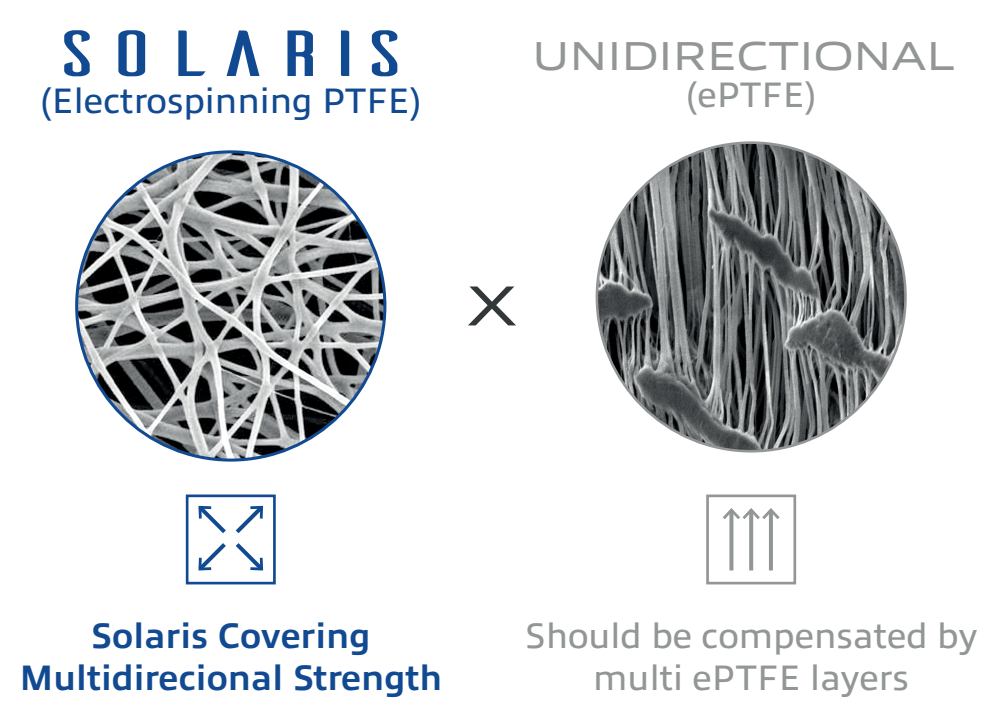 SOLARIS
(Electrospinning PTFE)
UNIDIRECTIONAL
(ePTFE)
Solaris Covering
Multidirecional Strength
Should be compensated by
multi ePTFE layers